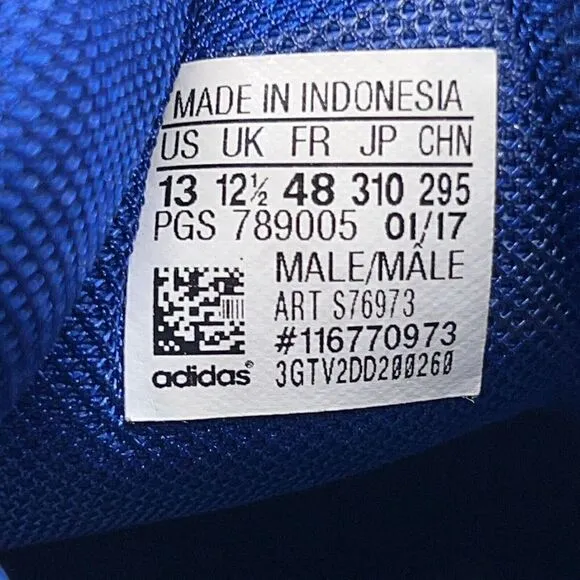 MADE IN INDONESIA
US UK FR JP CHN
13 12½ 48 310 295
PGS 789005 01/17
MALE/MÂLE
ART S76973
#116770973
adidas® 3GTV2DD200260